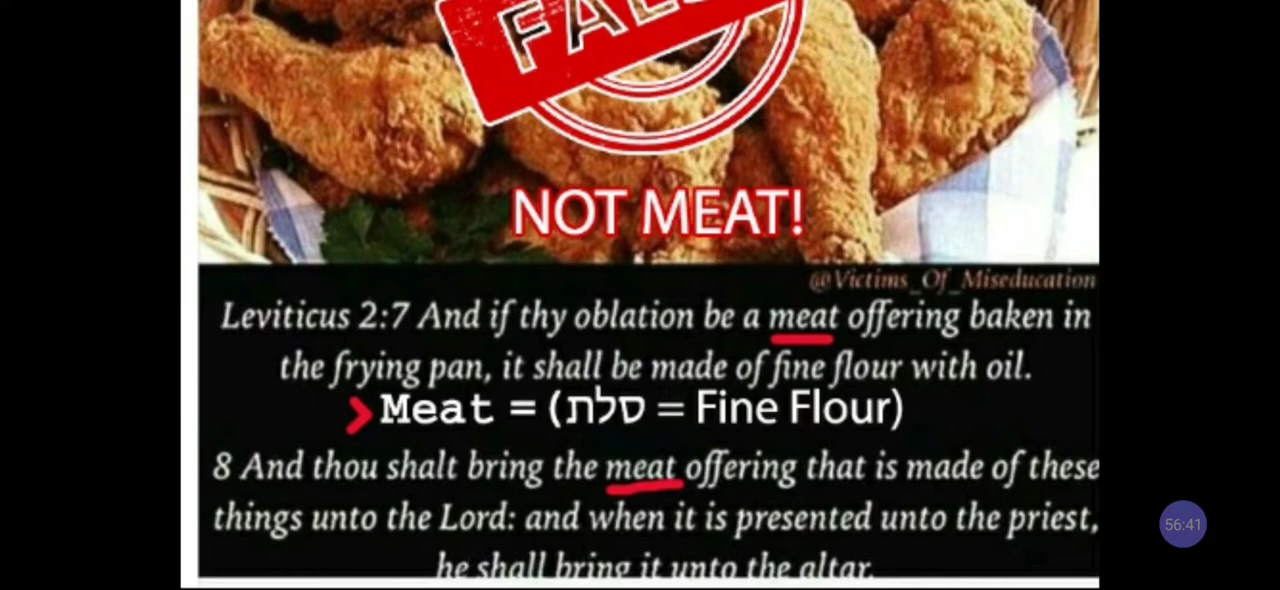 NOT MEAT!
@Victims_Of_Miseducation
Leviticus 2:7 And if thy oblation be a meat offering baken in
the frying pan, it shall be made of fine flour with oil.
> Meat = (סלת = Fine Flour)
8 And thou shalt bring the meat offering that is made of these
things unto the Lord: and when it is presented unto the priest,
he shall bring it unto the altar.
56:41